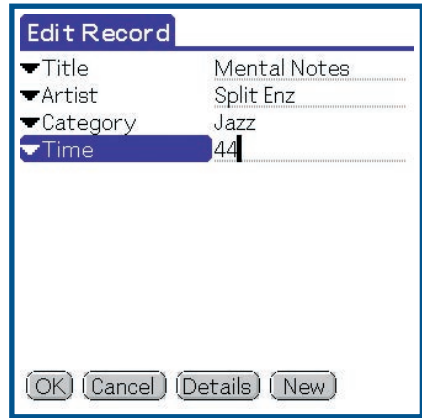 Edit Record
Title Mental Notes
Artist Split Enz
Category Jazz
Time 44
OK Cancel Details New